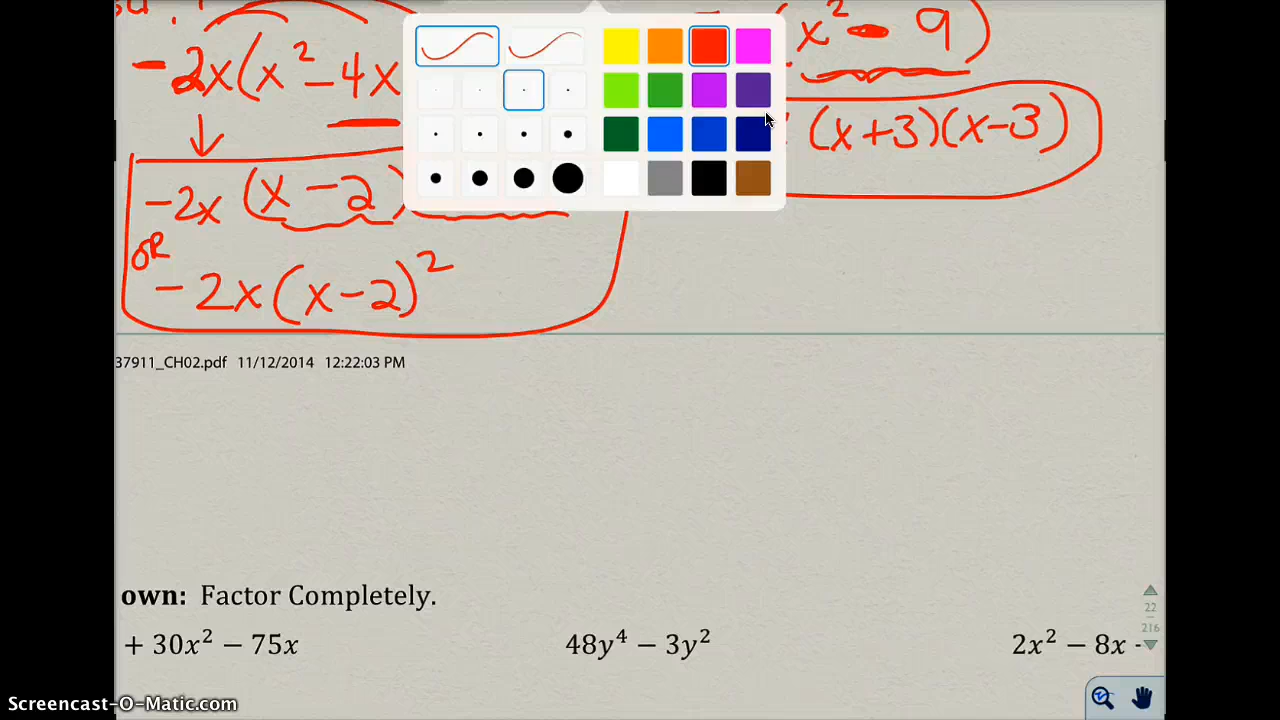 x² - 9)
-2x(x² - 4x
(x+3)(x-3)
-2x (x - 2)
OR
-2x(x-2)²
37911_CH02.pdf 11/12/2014 12:22:03 PM
own: Factor Completely.
+ 30x² − 75x 48y⁴ − 3y² 2x² − 8x -
22
216
Screencast-O-Matic.com